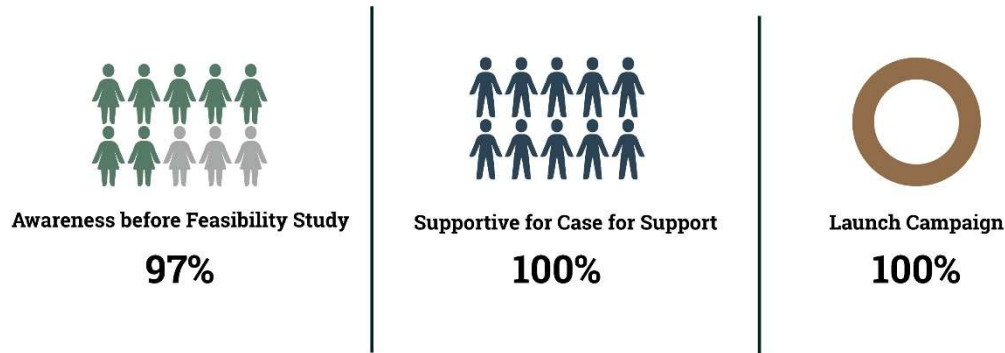 Awareness before Feasibility Study
97%
Supportive for Case for Support
100%
Launch Campaign
100%